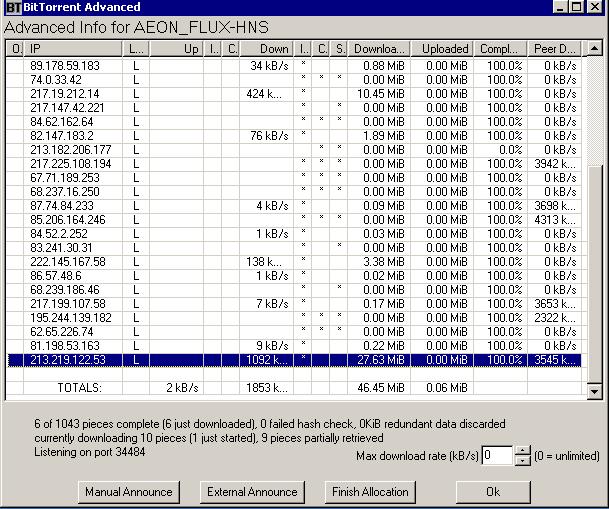 BT BitTorrent Advanced
Advanced Info for AEON_FLUX-HNS
O. IP L... Up I.. C. Down I.. C. S. Downloa... Uploaded Compl... Peer D...
89.178.59.183 L 34 kB/s * 0.88 MiB 0.00 MiB 100.0% 0 kB/s
74.0.33.42 L * * * 0.00 MiB 0.00 MiB 100.0% 0 kB/s
217.19.212.14 L 424 k... * 10.45 MiB 0.00 MiB 100.0% 0 kB/s
217.147.42.221 L * * 0.00 MiB 0.00 MiB 100.0% 0 kB/s
84.62.162.64 L * * * 0.00 MiB 0.00 MiB 100.0% 0 kB/s
82.147.183.2 L 76 kB/s * 1.89 MiB 0.00 MiB 100.0% 0 kB/s
213.182.206.177 L * * 0.00 MiB 0.00 MiB 0.0% 0 kB/s
217.225.108.194 L * * * 0.00 MiB 0.00 MiB 100.0% 3942 k...
67.71.189.253 L * * * 0.00 MiB 0.00 MiB 100.0% 0 kB/s
68.237.16.250 L * * * 0.00 MiB 0.00 MiB 100.0% 0 kB/s
87.74.84.233 L 4 kB/s * 0.09 MiB 0.00 MiB 100.0% 3698 k...
85.206.164.246 L * * * 0.00 MiB 0.00 MiB 100.0% 4313 k...
84.52.2.252 L 1 kB/s * 0.03 MiB 0.00 MiB 100.0% 0 kB/s
83.241.30.31 L * * 0.00 MiB 0.00 MiB 100.0% 0 kB/s
222.145.167.58 L 138 k... * 3.38 MiB 0.00 MiB 100.0% 0 kB/s
86.57.48.6 L 1 kB/s * 0.02 MiB 0.00 MiB 100.0% 0 kB/s
68.239.186.46 L * * 0.00 MiB 0.00 MiB 100.0% 0 kB/s
217.199.107.58 L 7 kB/s * 0.17 MiB 0.00 MiB 100.0% 3653 k...
195.244.139.182 L * * * 0.00 MiB 0.00 MiB 100.0% 2322 k...
62.65.226.74 L * * * 0.00 MiB 0.00 MiB 100.0% 0 kB/s
81.198.53.163 L 9 kB/s * 0.22 MiB 0.00 MiB 100.0% 0 kB/s
213.219.122.53 L 1092 k... * 27.63 MiB 0.00 MiB 100.0% 3545 k...
TOTALS: 2 kB/s 1853 k... 46.45 MiB 0.06 MiB
6 of 1043 pieces complete (6 just downloaded), 0 failed hash check, 0KiB redundant data discarded
currently downloading 10 pieces (1 just started), 9 pieces partially retrieved
Listening on port 34484
Max download rate (kB/s) 0 (0 = unlimited)
Manual Announce External Announce Finish Allocation Ok